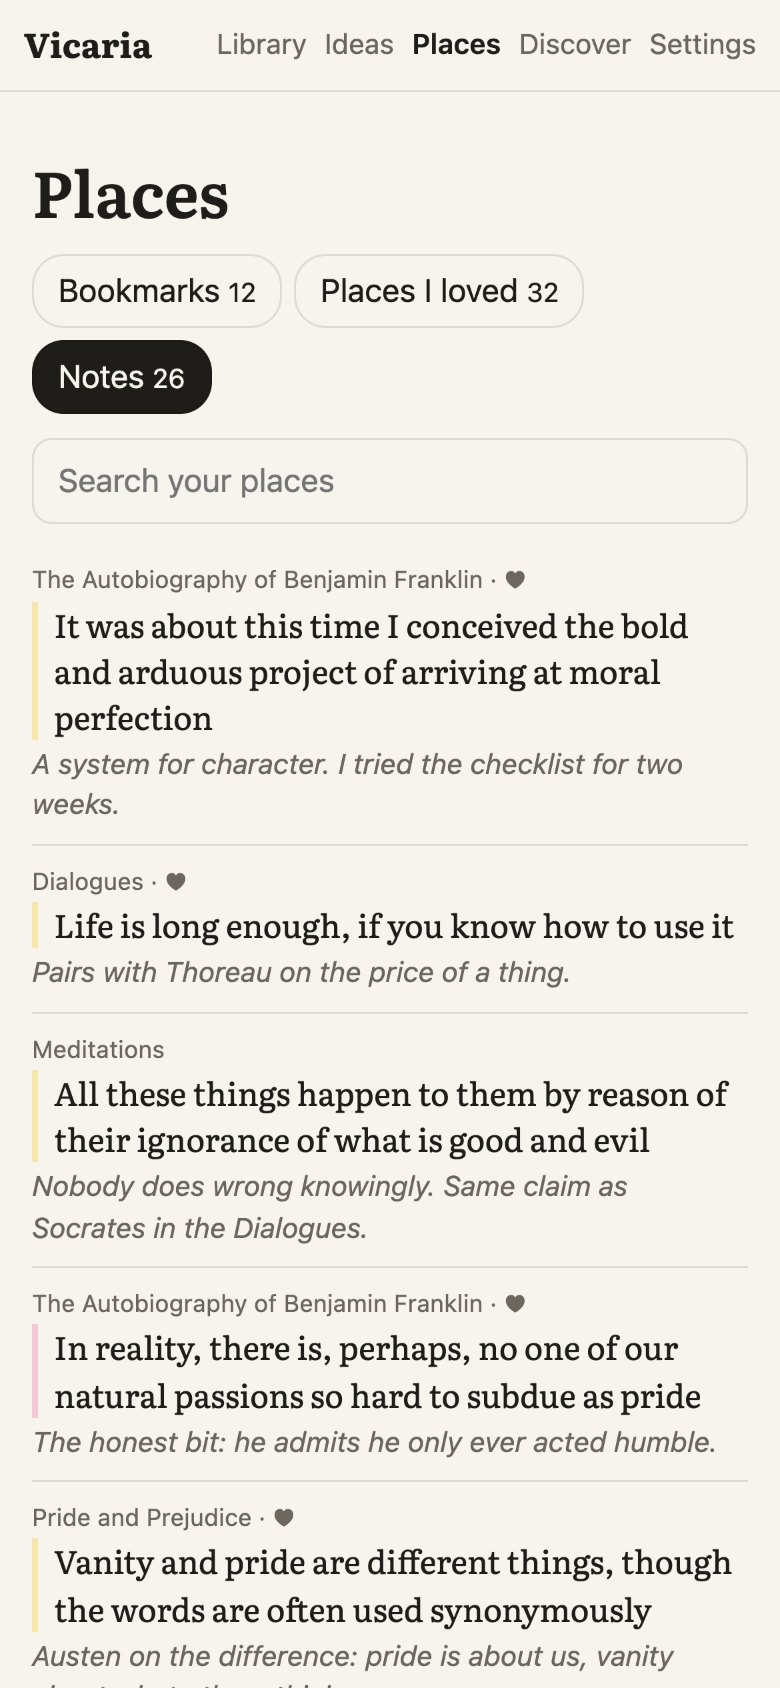 Vicaria Library Ideas Places Discover Settings
Places
Bookmarks 12 Places I loved 32
Notes 26
Search your places
The Autobiography of Benjamin Franklin · ♥
It was about this time I conceived the bold
and arduous project of arriving at moral
perfection
A system for character. I tried the checklist for two
weeks.
Dialogues · ♥
Life is long enough, if you know how to use it
Pairs with Thoreau on the price of a thing.
Meditations
All these things happen to them by reason of
their ignorance of what is good and evil
Nobody does wrong knowingly. Same claim as
Socrates in the Dialogues.
The Autobiography of Benjamin Franklin · ♥
In reality, there is, perhaps, no one of our
natural passions so hard to subdue as pride
The honest bit: he admits he only ever acted humble.
Pride and Prejudice · ♥
Vanity and pride are different things, though
the words are often used synonymously
Austen on the difference: pride is about us, vanity